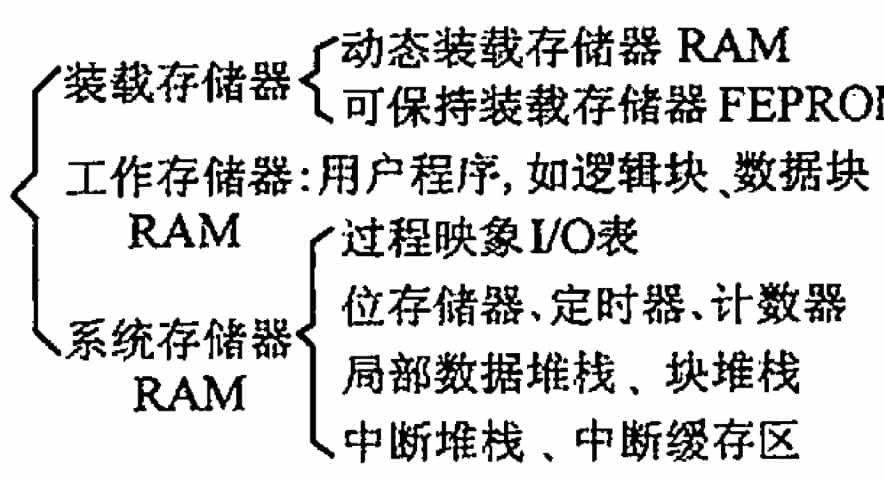 动态装载存储器 RAM
装载存储器
可保持装载存储器 FEPRO
工作存储器:用户程序,如逻辑块、数据块
RAM
过程映象I/O表
位存储器、定时器、计数器
系统存储器
RAM
局部数据堆栈、块堆栈
中断堆栈、中断缓存区